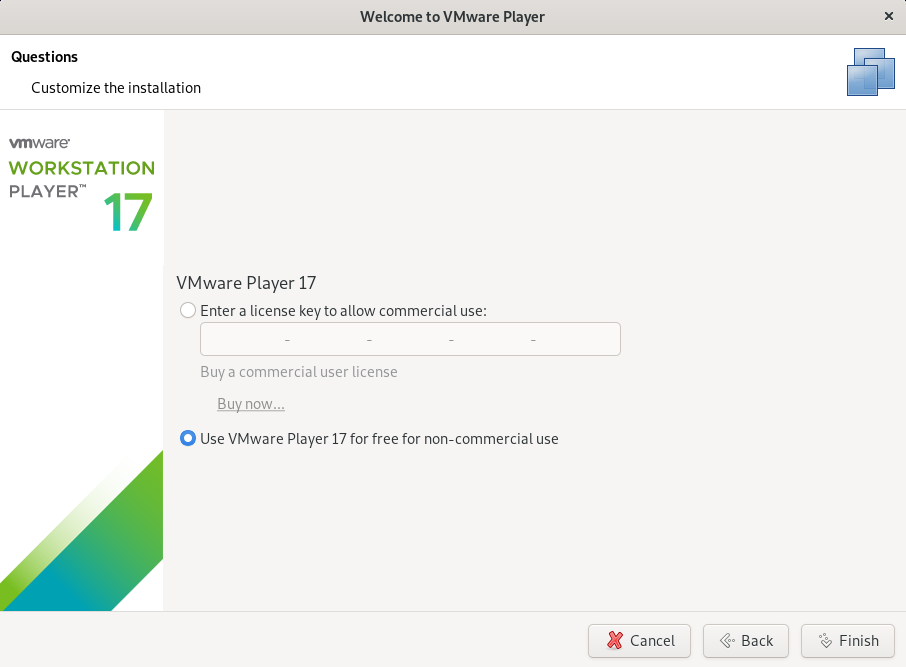 Welcome to VMware Player
Questions
Customize the installation
vmware®
WORKSTATION
PLAYER™
17
VMware Player 17
Enter a license key to allow commercial use:
- - - -
Buy a commercial user license
Buy now...
Use VMware Player 17 for free for non-commercial use
Cancel
Back
Finish